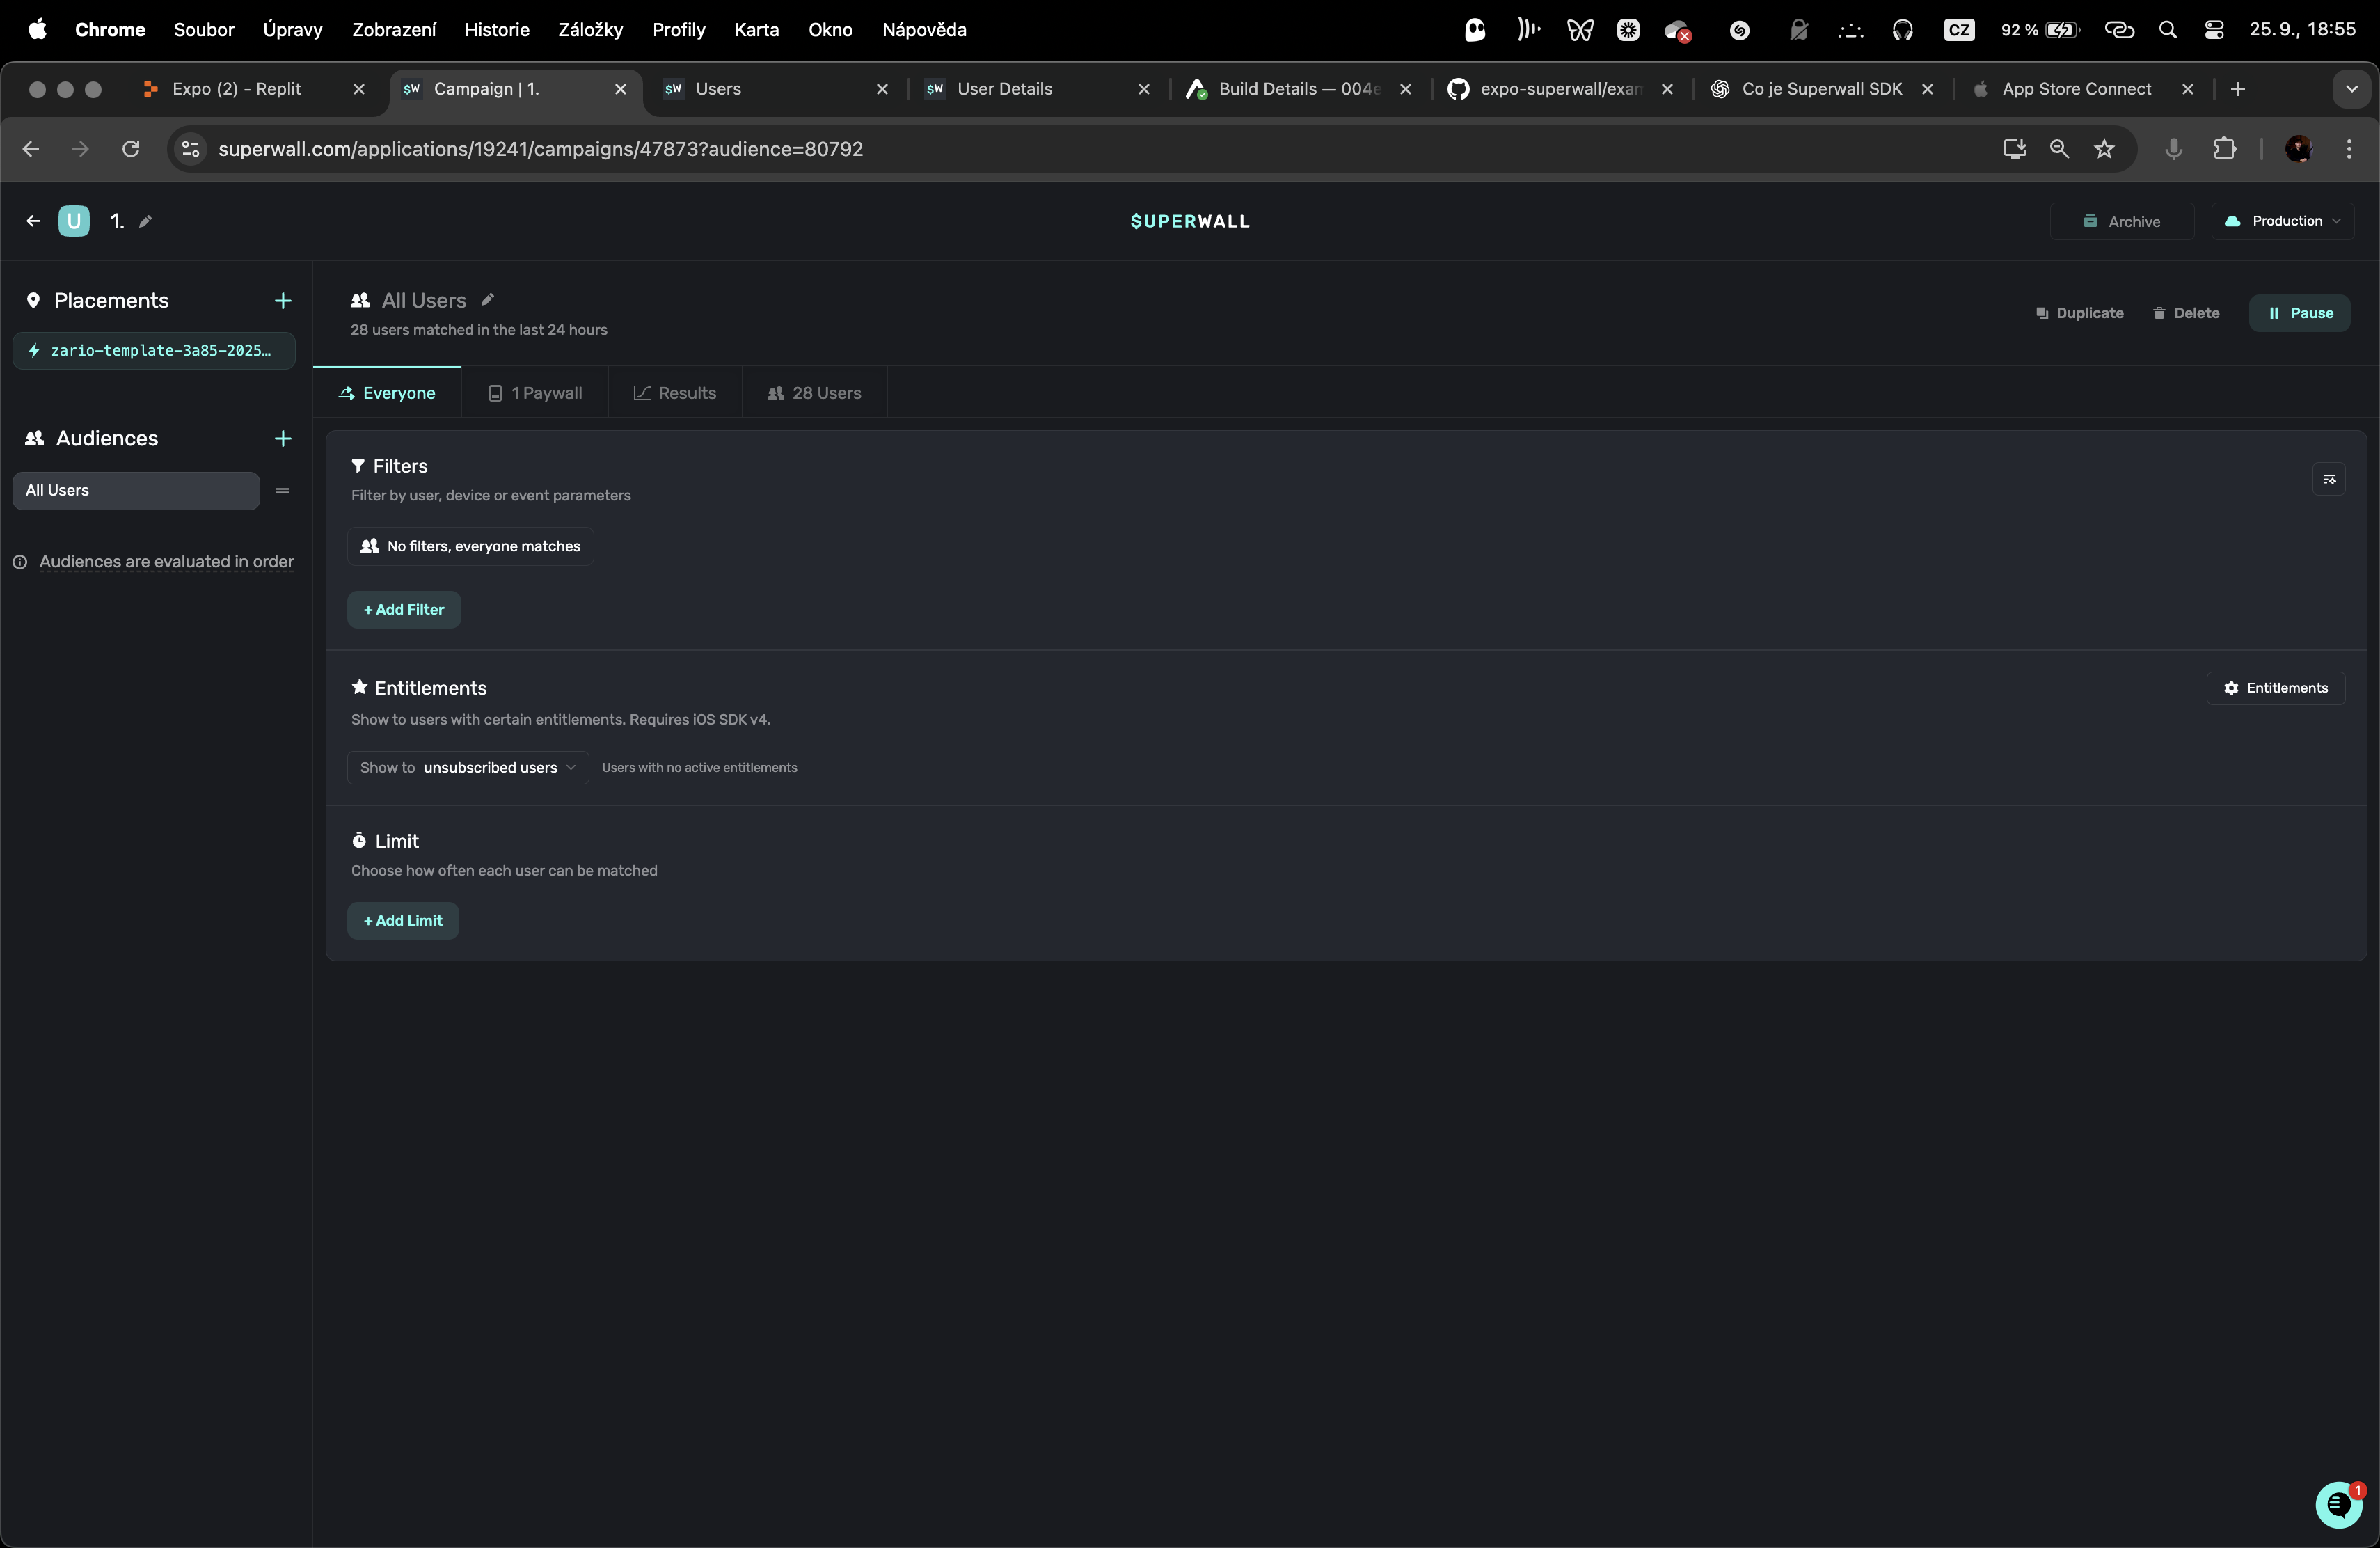 Chrome Soubor Úpravy Zobrazení Historie Záložky Profily Karta Okno Nápověda CZ 92 % 25. 9., 18:55
Expo (2) - Replit $W Campaign | 1. $W Users $W User Details Build Details — 004e expo-superwall/exam Co je Superwall SDK App Store Connect
superwall.com/applications/19241/campaigns/47873?audience=80792
U 1. $UPERWALL Archive Production
Placements
zario-template-3a85-2025…
Audiences
All Users
Audiences are evaluated in order
All Users
28 users matched in the last 24 hours
Duplicate Delete Pause
Everyone 1 Paywall Results 28 Users
Filters
Filter by user, device or event parameters
No filters, everyone matches
+ Add Filter
Entitlements
Entitlements
Show to users with certain entitlements. Requires iOS SDK v4.
Show to unsubscribed users Users with no active entitlements
Limit
Choose how often each user can be matched
+ Add Limit
1